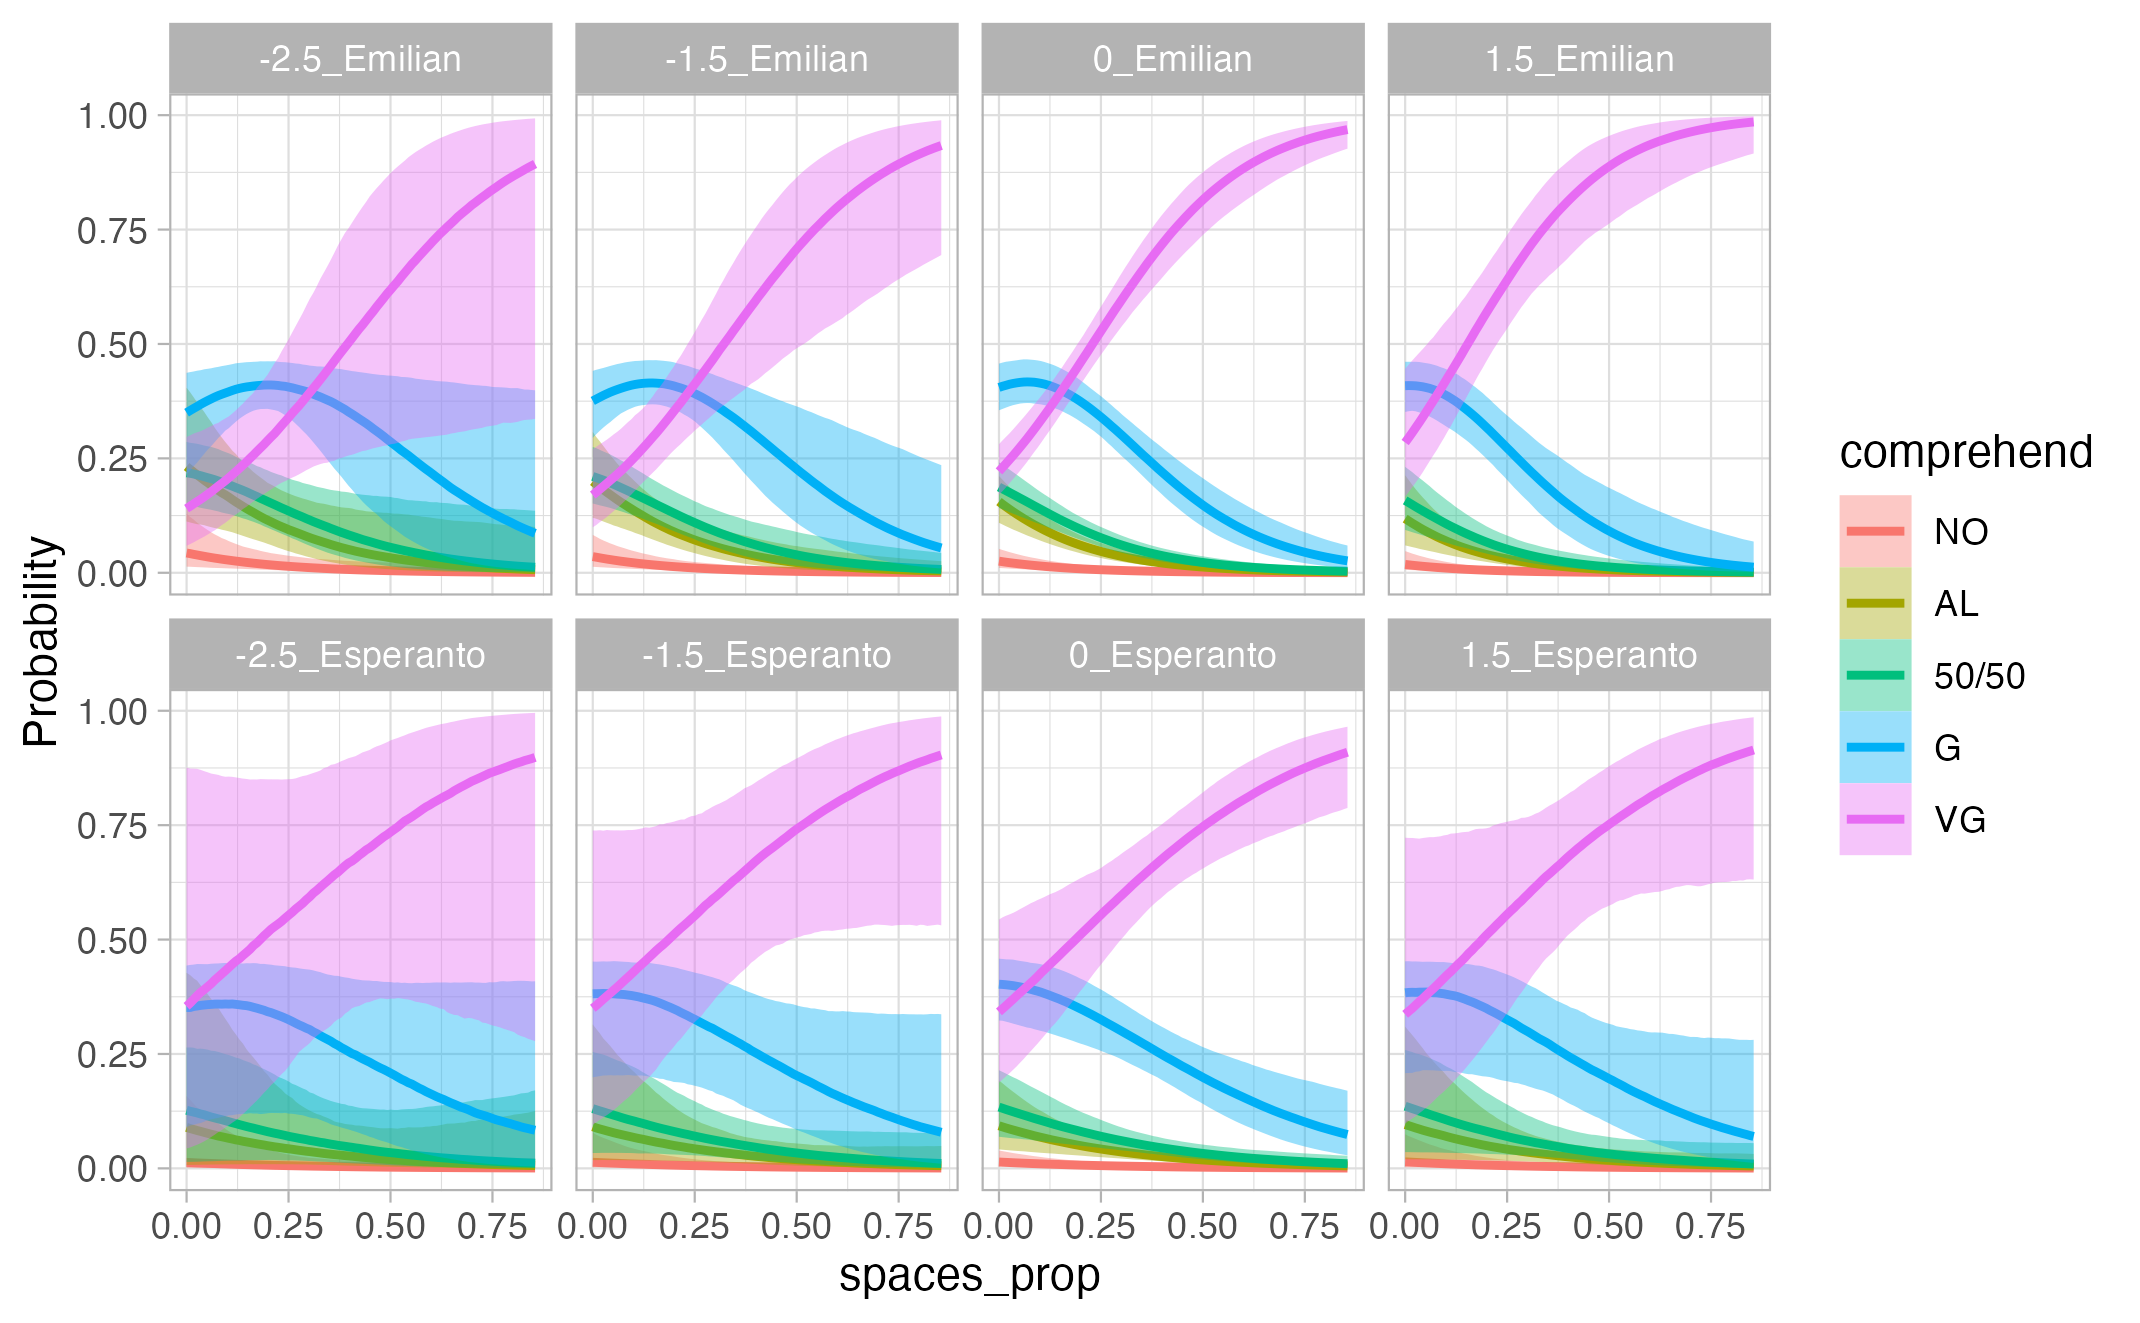 -2.5_Emilian -1.5_Emilian 0_Emilian 1.5_Emilian
1.00
0.75
0.50
0.25
0.00
-2.5_Esperanto -1.5_Esperanto 0_Esperanto 1.5_Esperanto
1.00
0.75
0.50
0.25
0.00
0.00 0.25 0.50 0.75 0.00 0.25 0.50 0.75 0.00 0.25 0.50 0.75 0.00 0.25 0.50 0.75
spaces_prop
Probability
comprehend
NO
AL
50/50
G
VG